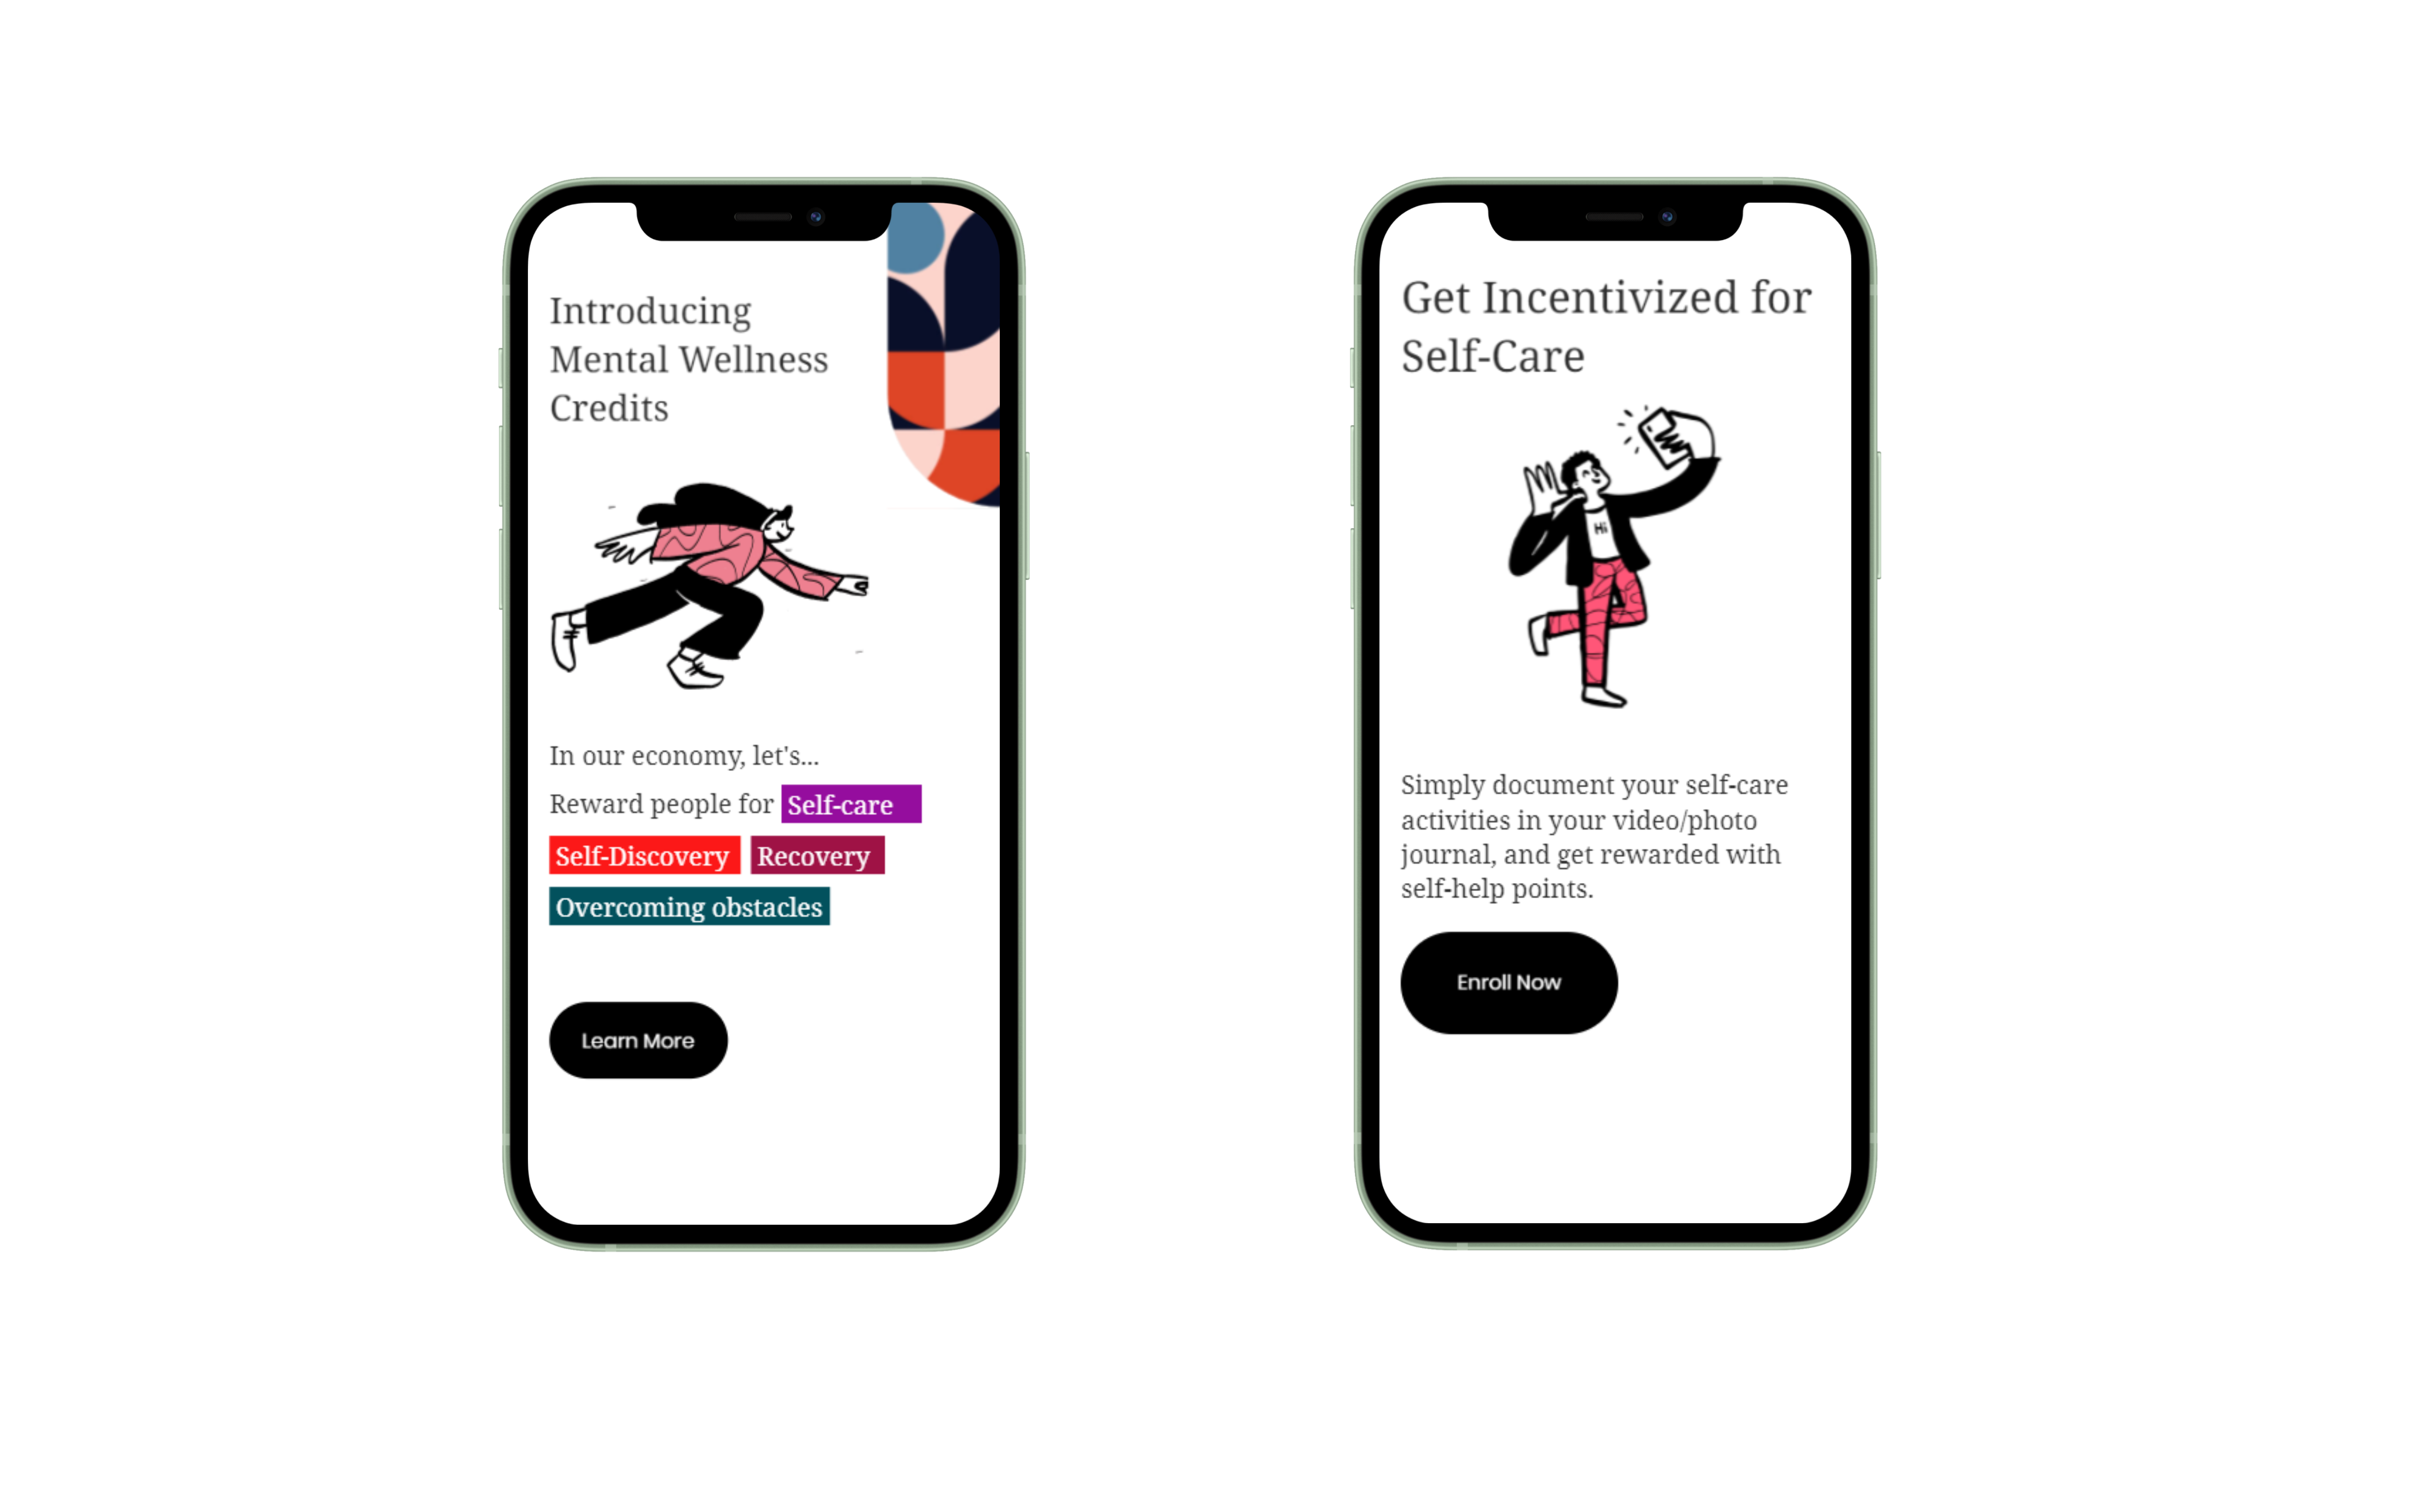 Introducing
Mental Wellness
Credits
In our economy, let's...
Reward people for Self-care
Self-Discovery Recovery
Overcoming obstacles
Learn More
Get Incentivized for
Self-Care
Hi
Simply document your self-care
activities in your video/photo
journal, and get rewarded with
self-help points.
Enroll Now